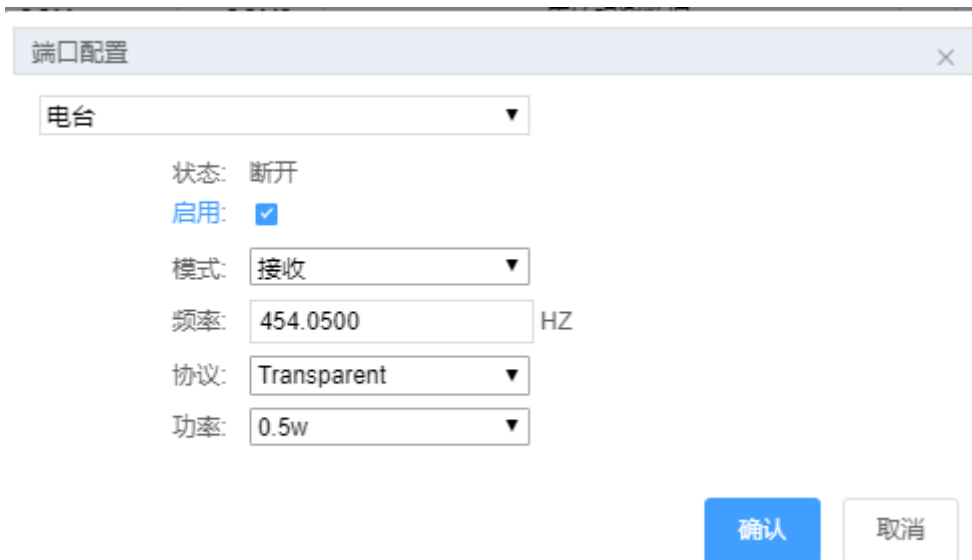 端口配置
电台
状态: 断开
启用:
模式: 接收
频率: 454.0500 HZ
协议: Transparent
功率: 0.5w
确认 取消